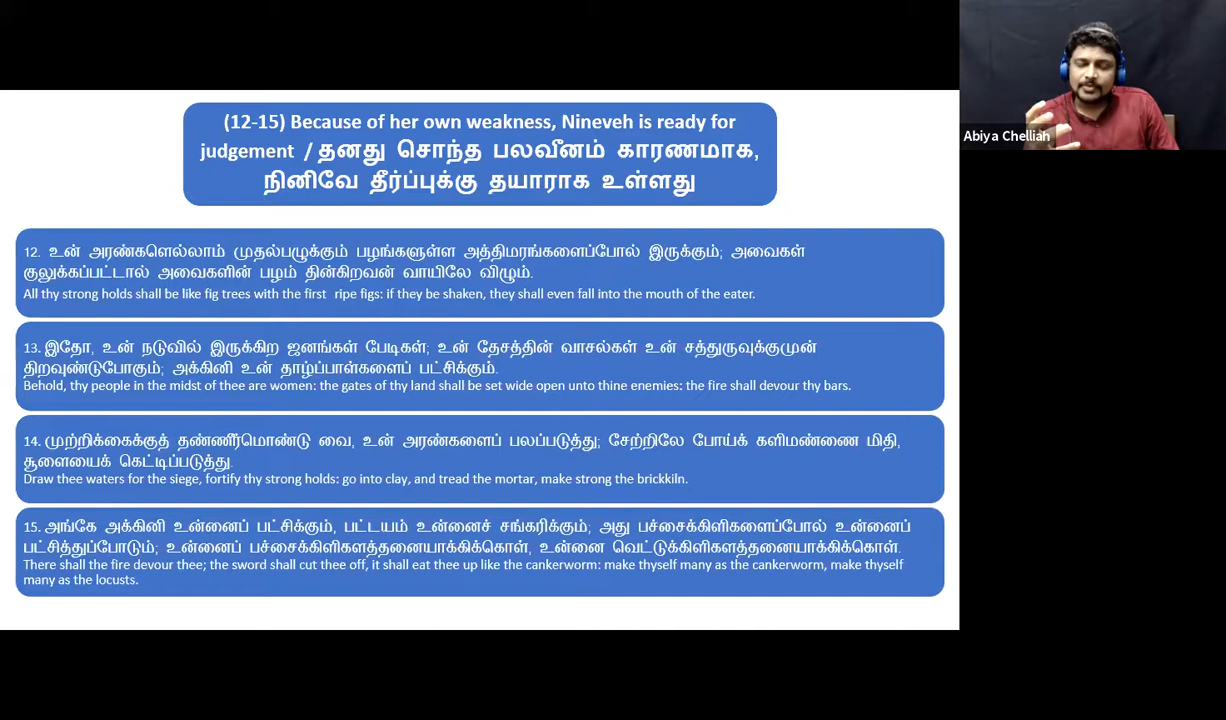 (12-15) Because of her own weakness, Nineveh is ready for
judgement / தனது சொந்த பலவீனம் காரணமாக,
நினிவே தீர்ப்புக்கு தயாராக உள்ளது
Abiya Chelliah
12. உன் அரண்களெல்லாம் முதல்பழுக்கும் பழங்களுள்ள அத்திமரங்களைப்போல் இருக்கும்; அவைகள்
குலுக்கப்பட்டால் அவைகளின் பழம் தின்கிறவன் வாயிலே விழும்.
All thy strong holds shall be like fig trees with the first ripe figs: if they be shaken, they shall even fall into the mouth of the eater.
13. இதோ, உன் நடுவில் இருக்கிற ஜனங்கள் பேடிகள்; உன் தேசத்தின் வாசல்கள் உன் சத்துருவுக்குமுன்
திறவுண்டுபோகும்; அக்கினி உன் தாழ்ப்பாள்களைப் பட்சிக்கும்.
Behold, thy people in the midst of thee are women: the gates of thy land shall be set wide open unto thine enemies: the fire shall devour thy bars.
14. முற்றிக்கைக்குத் தண்ணீர்மொண்டு வை, உன் அரண்களைப் பலப்படுத்து; சேற்றிலே போய்க் களிமண்ணை மிதி,
சூளையைக் கெட்டிப்படுத்து.
Draw thee waters for the siege, fortify thy strong holds: go into clay, and tread the mortar, make strong the brickkiln.
15. அங்கே அக்கினி உன்னைப் பட்சிக்கும், பட்டயம் உன்னைச் சங்கரிக்கும்; அது பச்சைக்கிளிகளைப்போல் உன்னைப்
பட்சித்துப்போடும்; உன்னைப் பச்சைக்கிளிகளத்தனையாக்கிக்கொள், உன்னை வெட்டுக்கிளிகளத்தனையாக்கிக்கொள்.
There shall the fire devour thee; the sword shall cut thee off, it shall eat thee up like the cankerworm: make thyself many as the cankerworm, make thyself
many as the locusts.